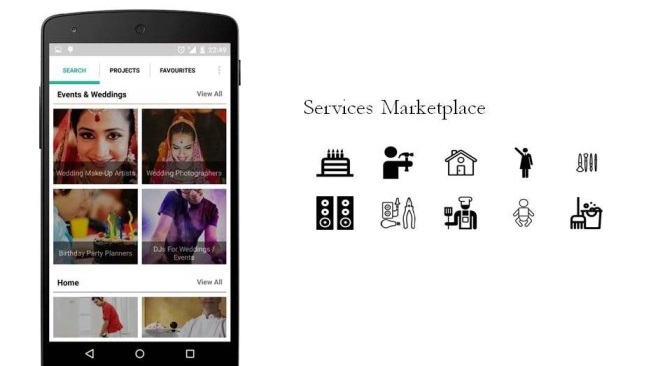 22:49
SEARCH
PROJECTS
FAVOURITES
Events & Weddings
View All
Wedding Make-Up Artists
Wedding Photographers
Birthday Party Planners
DJs For Weddings /
Events
Home
View All
Services Marketplace